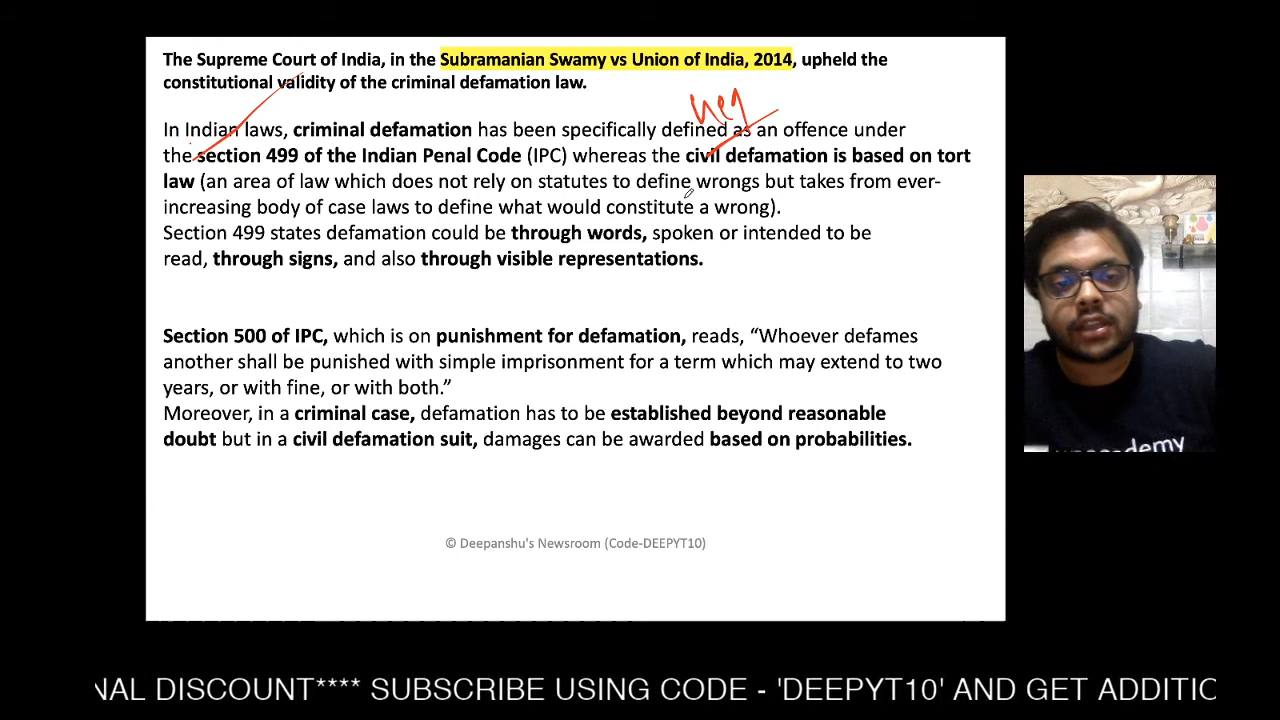 The Supreme Court of India, in the Subramanian Swamy vs Union of India, 2014, upheld the
constitutional validity of the criminal defamation law.
neg
In Indian laws, criminal defamation has been specifically defined as an offence under
the section 499 of the Indian Penal Code (IPC) whereas the civil defamation is based on tort
law (an area of law which does not rely on statutes to define wrongs but takes from ever-
increasing body of case laws to define what would constitute a wrong).
Section 499 states defamation could be through words, spoken or intended to be
read, through signs, and also through visible representations.
Section 500 of IPC, which is on punishment for defamation, reads, “Whoever defames
another shall be punished with simple imprisonment for a term which may extend to two
years, or with fine, or with both.”
Moreover, in a criminal case, defamation has to be established beyond reasonable
doubt but in a civil defamation suit, damages can be awarded based on probabilities.
© Deepanshu's Newsroom (Code-DEEPYT10)
NAL DISCOUNT**** SUBSCRIBE USING CODE - 'DEEPYT10' AND GET ADDITIO